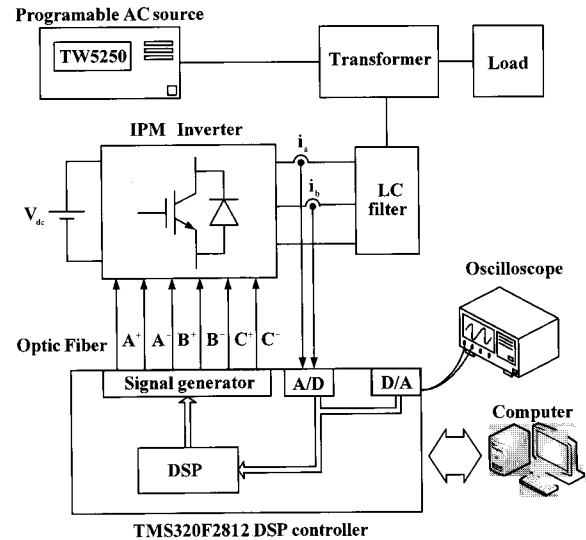 Programable AC source
TW5250
Transformer
Load
IPM Inverter
i_a
i_b
V_dc
LC
filter
Oscilloscope
Optic Fiber
A⁺ A⁻ B⁺ B⁻ C⁺ C⁻
Signal generator
A/D
D/A
Computer
DSP
TMS320F2812 DSP controller